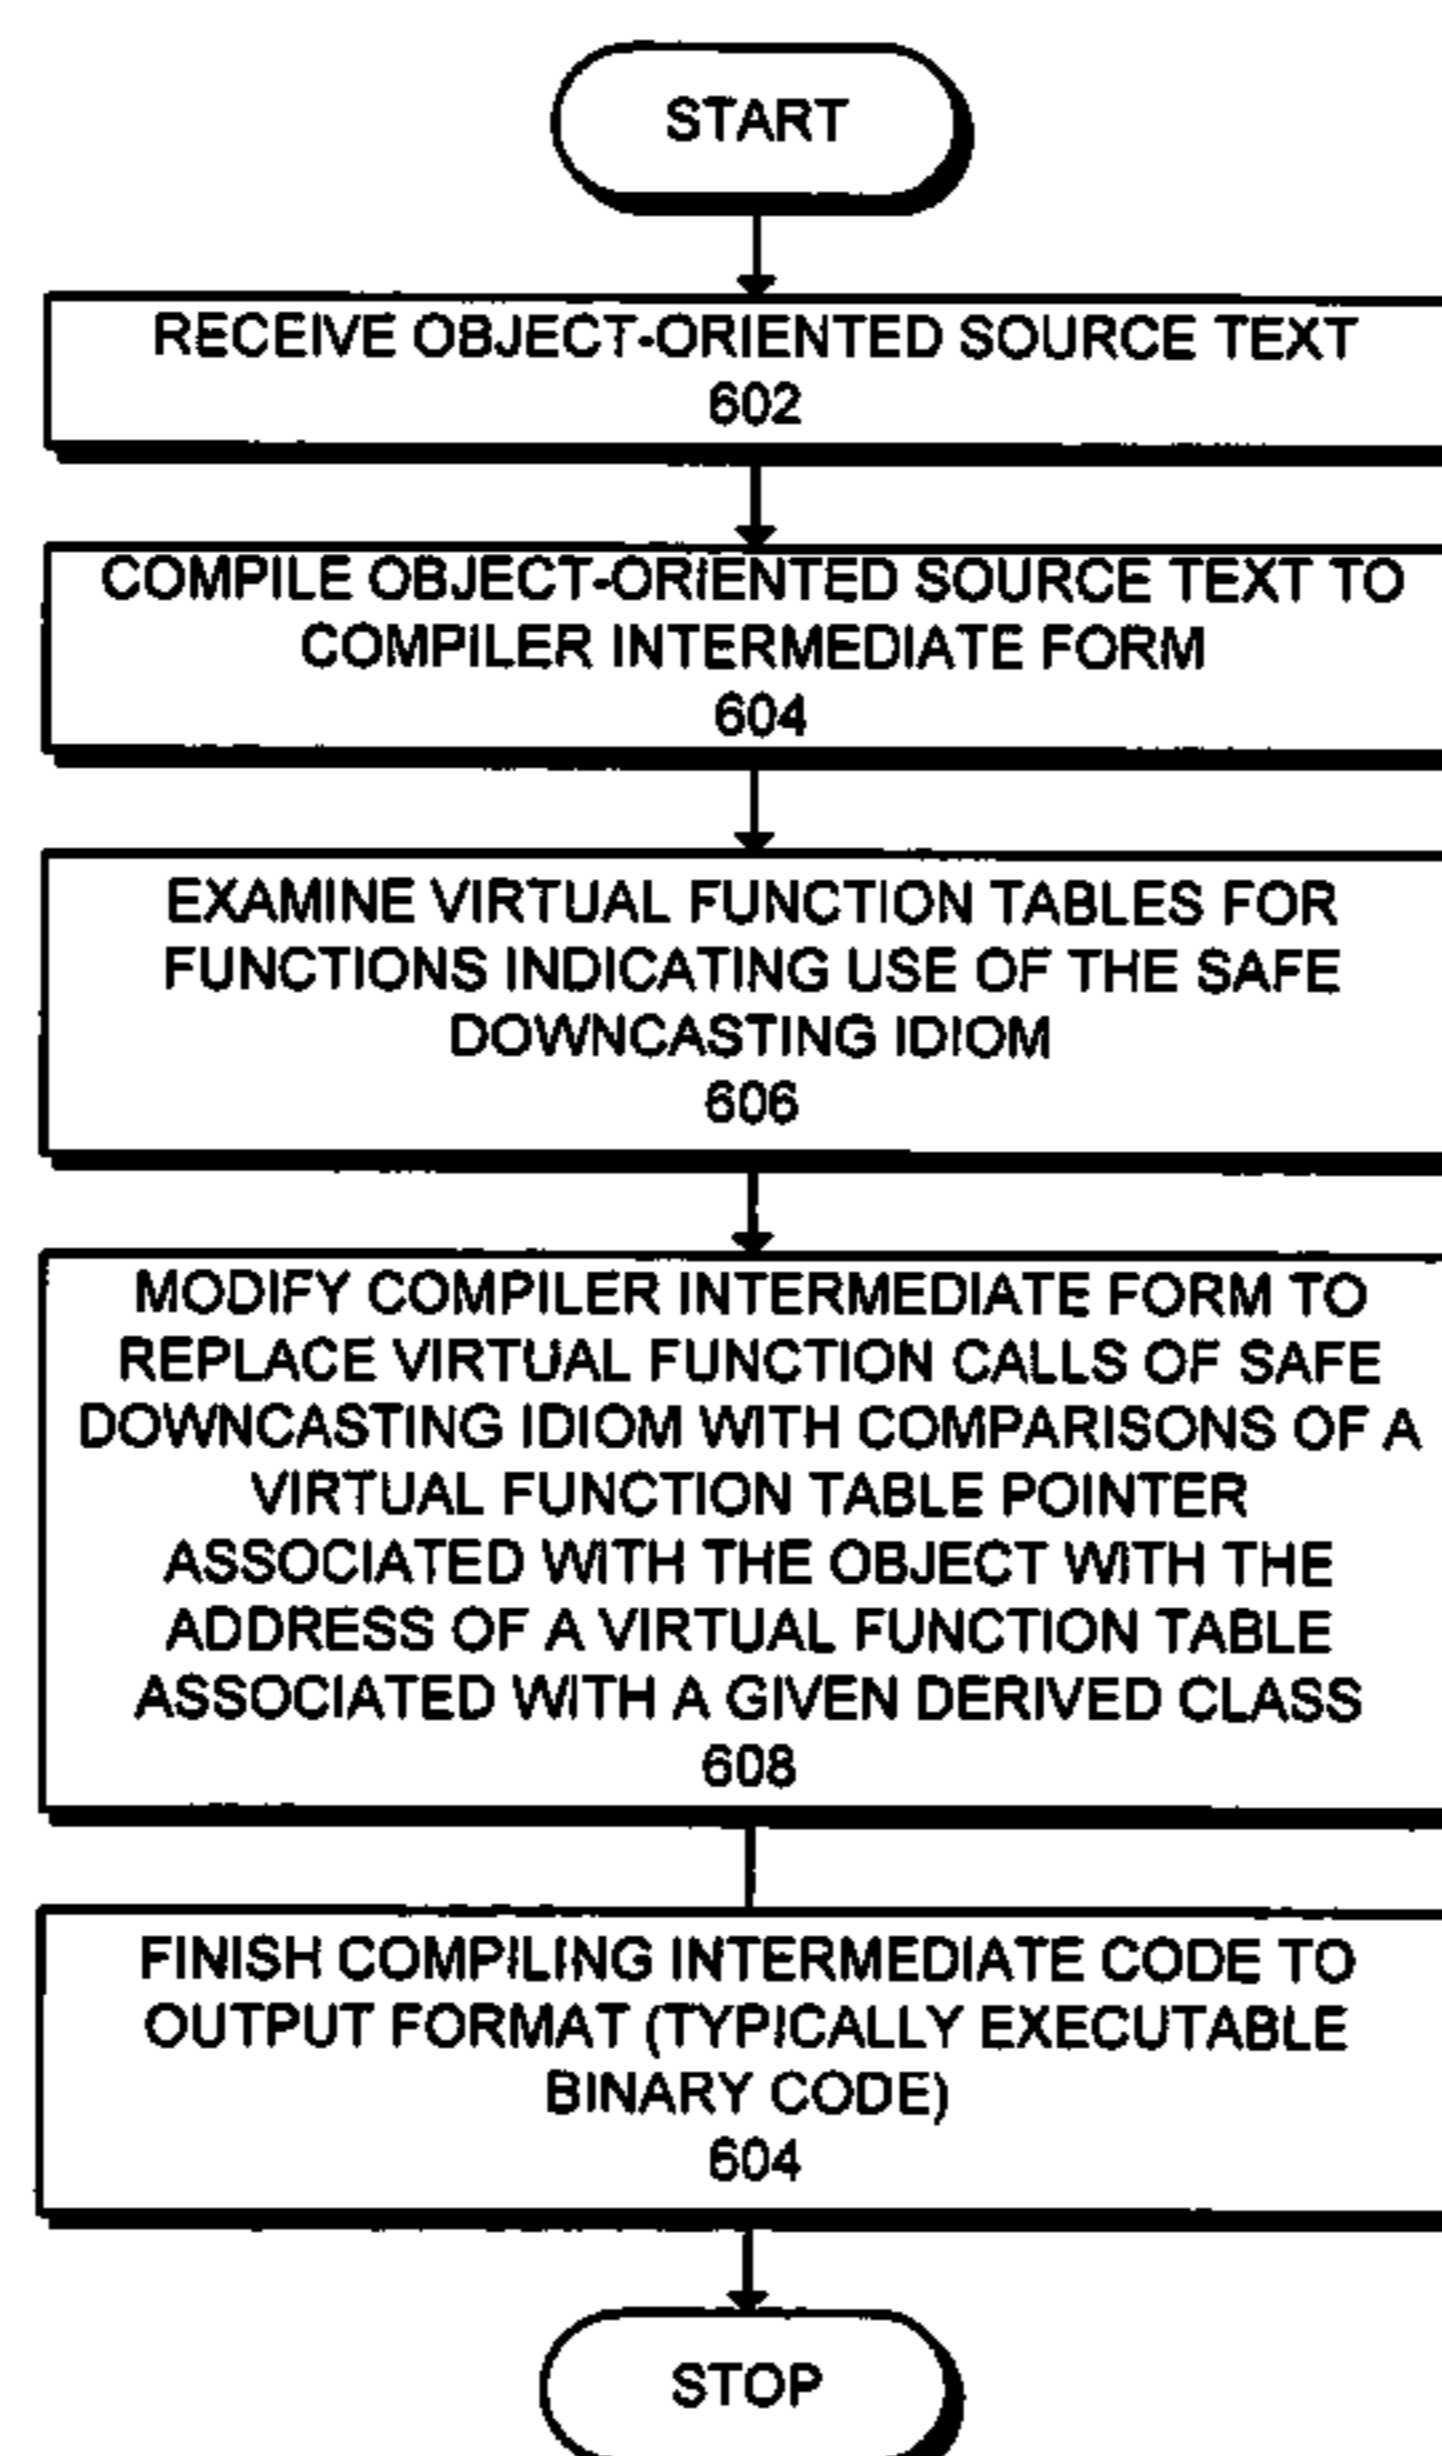 START
RECEIVE OBJECT-ORIENTED SOURCE TEXT
602
COMPILE OBJECT-ORIENTED SOURCE TEXT TO
COMPILER INTERMEDIATE FORM
604
EXAMINE VIRTUAL FUNCTION TABLES FOR
FUNCTIONS INDICATING USE OF THE SAFE
DOWNCASTING IDIOM
606
MODIFY COMPILER INTERMEDIATE FORM TO
REPLACE VIRTUAL FUNCTION CALLS OF SAFE
DOWNCASTING IDIOM WITH COMPARISONS OF A
VIRTUAL FUNCTION TABLE POINTER
ASSOCIATED WITH THE OBJECT WITH THE
ADDRESS OF A VIRTUAL FUNCTION TABLE
ASSOCIATED WITH A GIVEN DERIVED CLASS
608
FINISH COMPILING INTERMEDIATE CODE TO
OUTPUT FORMAT (TYPICALLY EXECUTABLE
BINARY CODE)
604
STOP